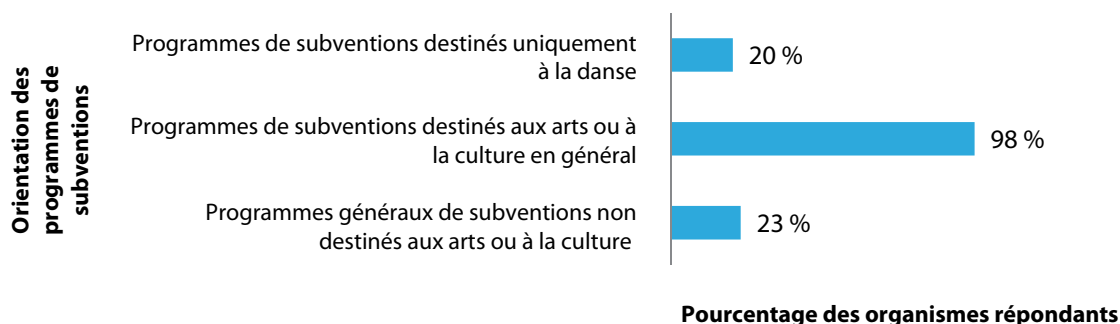 Orientation des
programmes de
subventions
Programmes de subventions destinés uniquement
à la danse
20 %
Programmes de subventions destinés aux arts ou à
la culture en général
98 %
Programmes généraux de subventions non
destinés aux arts ou à la culture
23 %
Pourcentage des organismes répondants